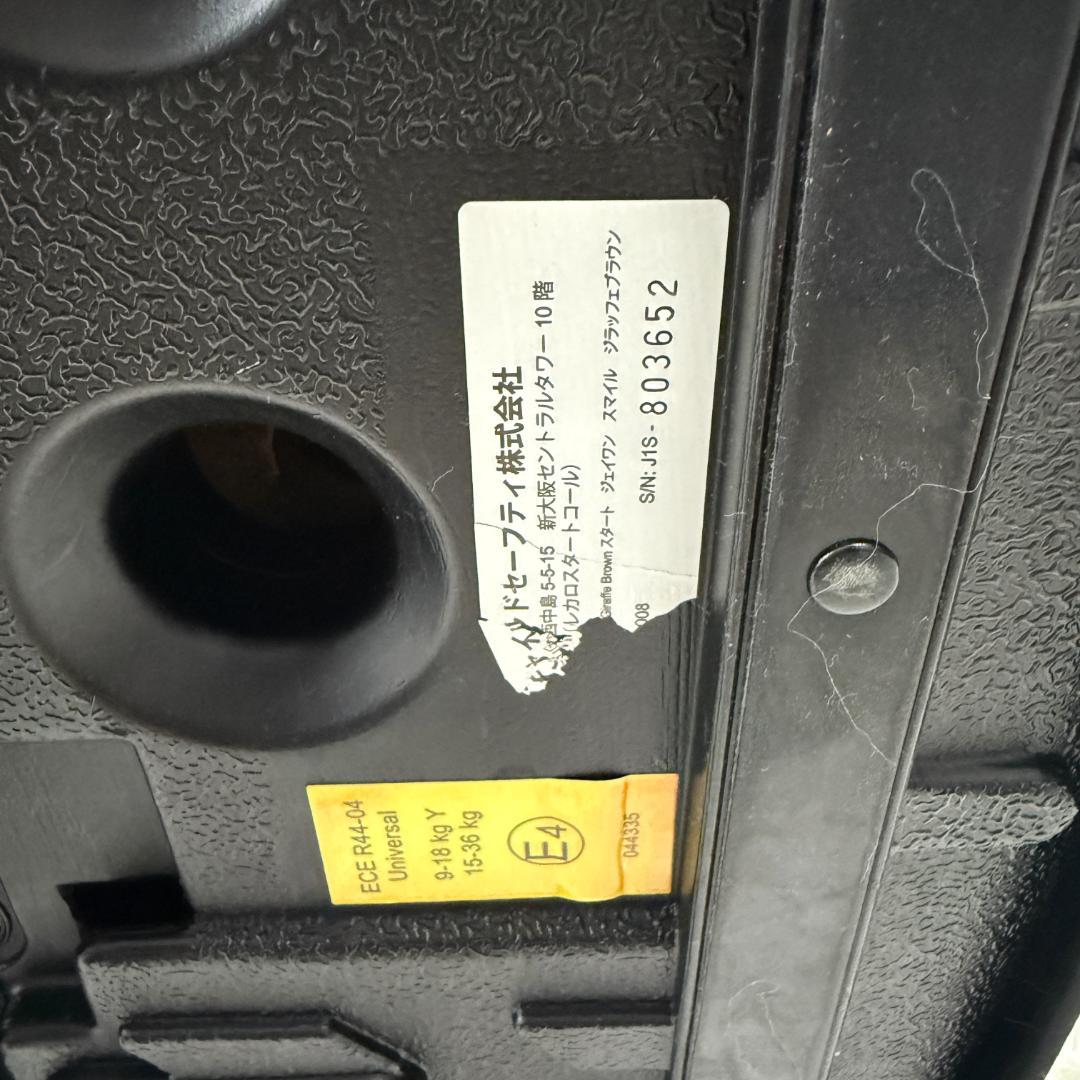 ドセーフティ株式会社
西中島 5-5-15 新大阪セントラルタワー 10 階
(レカロスタートコール)
Giraffe Brown スタート ジェイワン スマイル ジラッフェブラウン
S/N: J1S - 803652
008
ECE R44-04
Universal
9-18 kg Y
15-36 kg
E4
044335